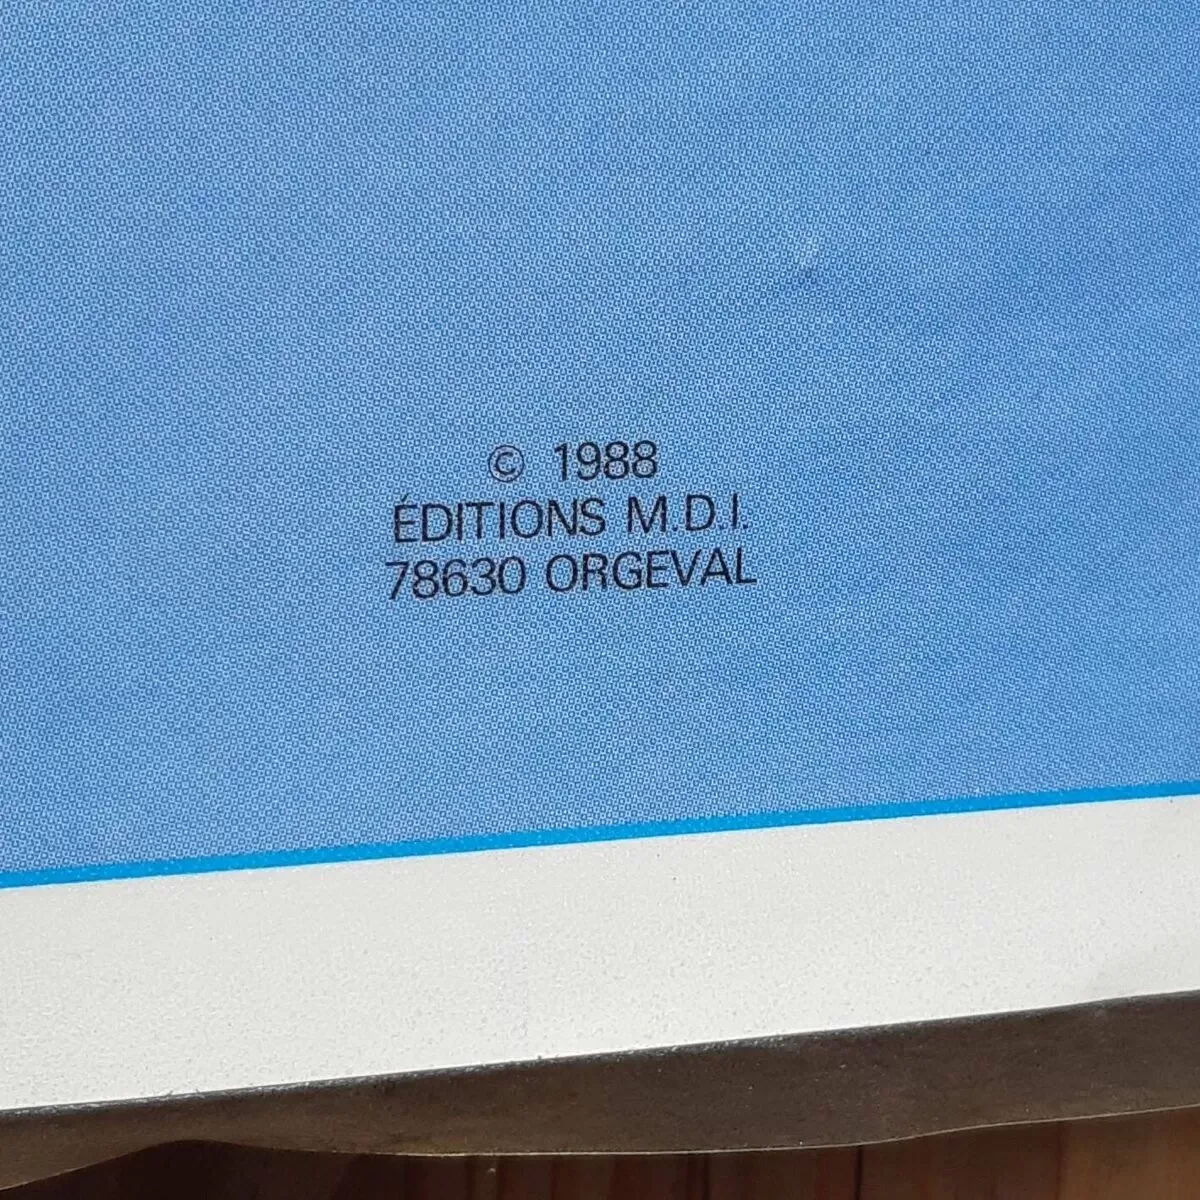 © 1988
ÉDITIONS M.D.I.
78630 ORGEVAL